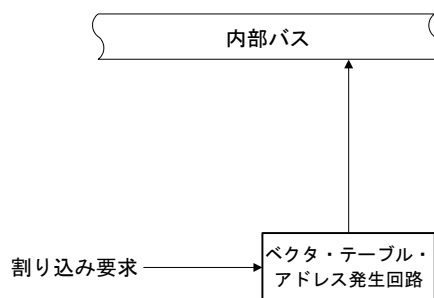 内部バス
割り込み要求
ベクタ・テーブル・
アドレス発生回路